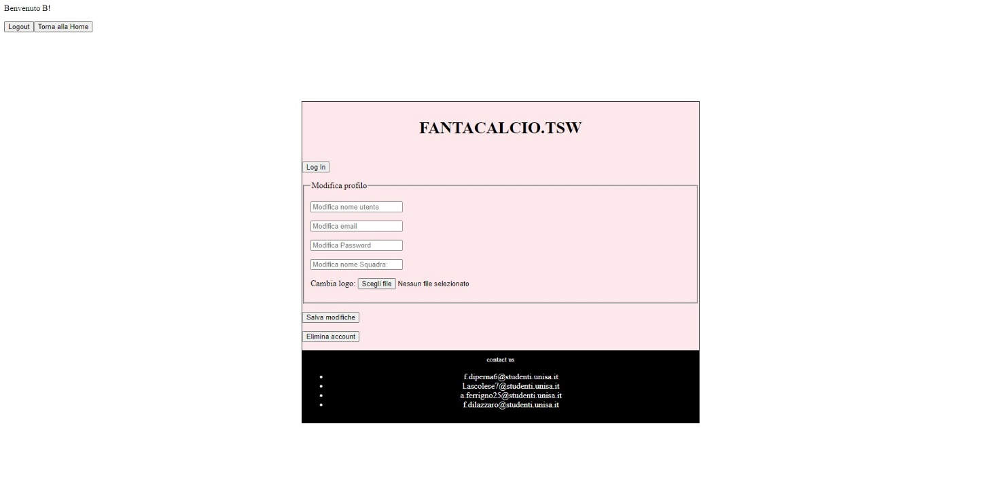 Benvenuto B!
Logout Torna alla Home
FANTACALCIO.TSW
Log In
Modifica profilo
Modifica nome utente
Modifica email
Modifica Password
Modifica nome Squadra:
Cambia logo: Scegli file Nessun file selezionato
Salva modifiche
Elimina account
contact us
f.diperna6@studenti.unisa.it
l.ascolese7@studenti.unisa.it
a.ferrigno25@studenti.unisa.it
f.dilazzaro@studenti.unisa.it